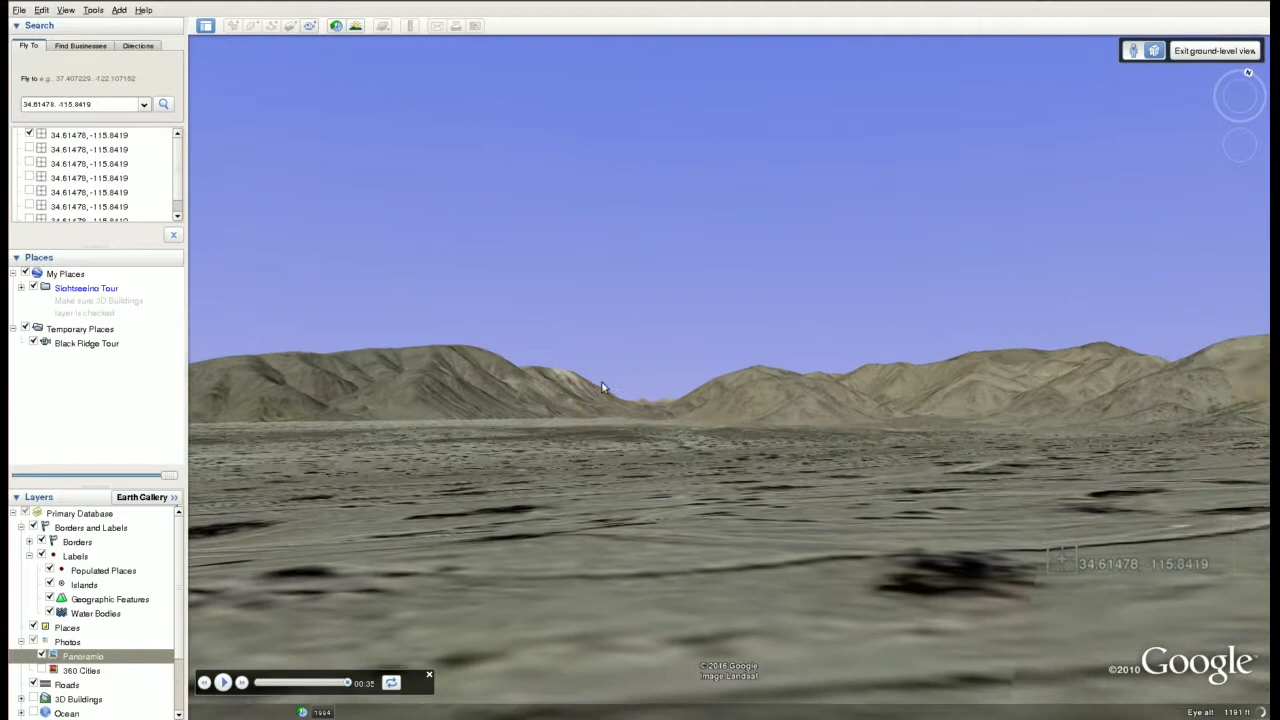 File Edit View Tools Add Help
Search
Fly To Find Businesses Directions
Fly to e.g., 37.407229, -122.107162
34.61478, -115.8419
34.61478, -115.8419
34.61478, -115.8419
34.61478, -115.8419
34.61478, -115.8419
34.61478, -115.8419
34.61478, -115.8419
34.61478, -115.8419
x
Places
My Places
Sightseeing Tour
Make sure 3D Buildings
layer is checked
Temporary Places
Black Ridge Tour
Layers Earth Gallery >>
Primary Database
Borders and Labels
Borders
Labels
Populated Places
Islands
Geographic Features
Water Bodies
Places
Photos
Panoramio
360 Cities
Roads
3D Buildings
Ocean
Exit ground-level view
N
34.61478, -115.8419
© 2016 Google
Image Landsat
©2010 Google
00:35
1994
Eye alt 1191 ft